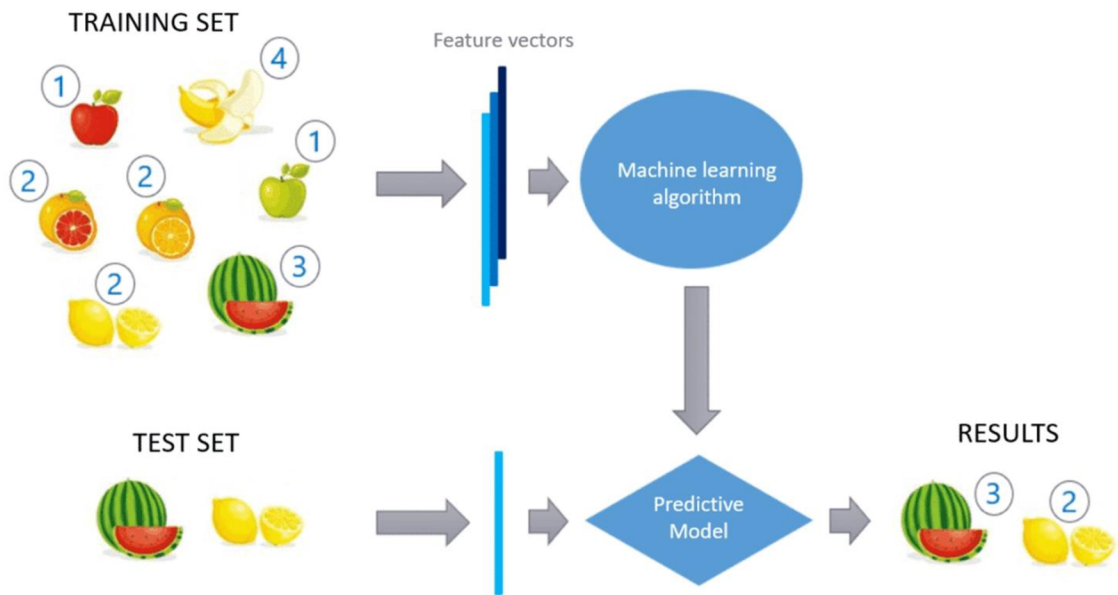 TRAINING SET
Feature vectors
4
1
1
2
2
3
2
Machine learning
algorithm
TEST SET
RESULTS
Predictive
Model
3
2